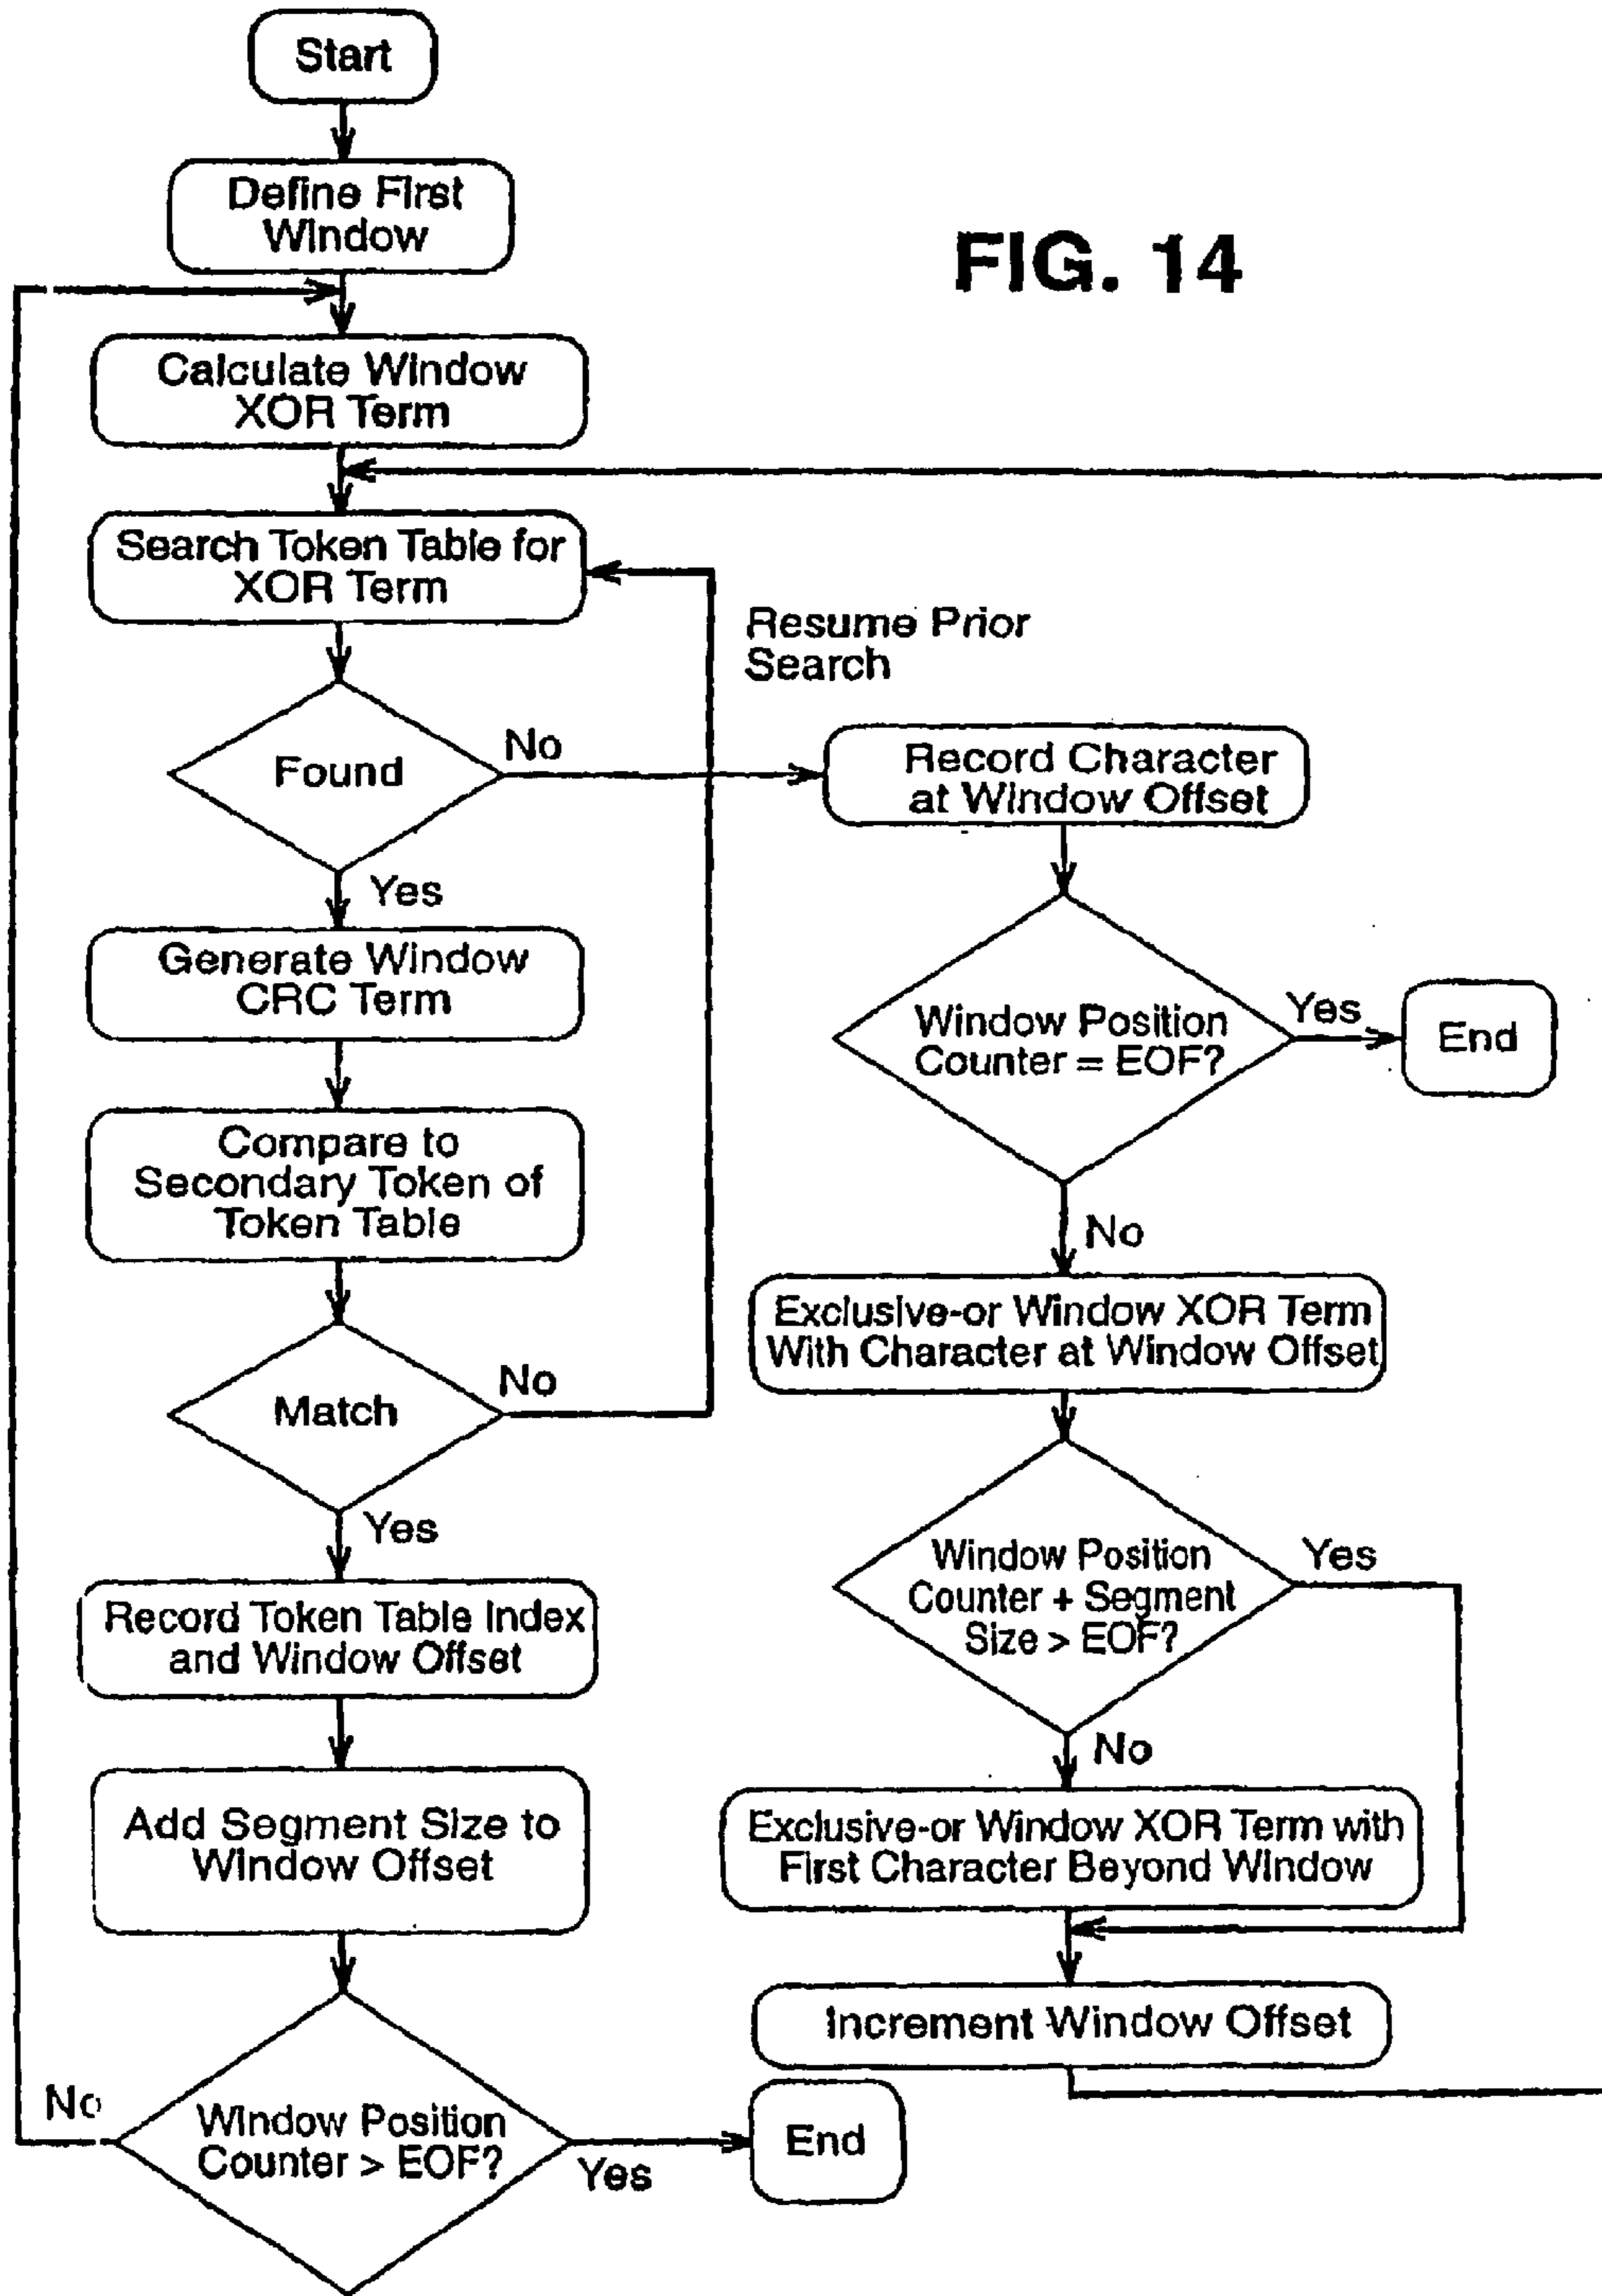 Start
Define First
Window
FIG. 14
Calculate Window
XOR Term
Search Token Table for
XOR Term
Resume Prior
Search
Found
No
Yes
Record Character
at Window Offset
Generate Window
CRC Term
Window Position
Counter = EOF?
Yes
End
No
Compare to
Secondary Token of
Token Table
Exclusive-or Window XOR Term
With Character at Window Offset
Match
No
Yes
Window Position
Counter + Segment
Size > EOF?
Yes
No
Record Token Table Index
and Window Offset
Exclusive-or Window XOR Term with
First Character Beyond Window
Add Segment Size to
Window Offset
Increment Window Offset
Window Position
Counter > EOF?
No
Yes
End